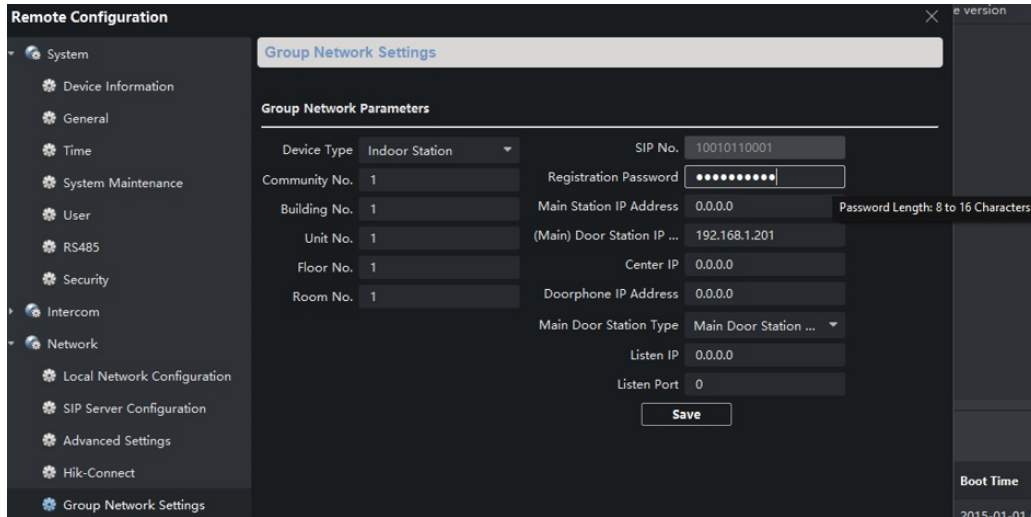 Remote Configuration
e version
System
Device Information
General
Time
System Maintenance
User
RS485
Security
Intercom
Network
Local Network Configuration
SIP Server Configuration
Advanced Settings
Hik-Connect
Group Network Settings
Group Network Settings
Group Network Parameters
Device Type Indoor Station
Community No. 1
Building No. 1
Unit No. 1
Floor No. 1
Room No. 1
SIP No. 10010110001
Registration Password ●●●●●●●●●●
Password Length: 8 to 16 Characters
Main Station IP Address 0.0.0.0
(Main) Door Station IP ... 192.168.1.201
Center IP 0.0.0.0
Doorphone IP Address 0.0.0.0
Main Door Station Type Main Door Station ...
Listen IP 0.0.0.0
Listen Port 0
Save
Boot Time
2015-01-01